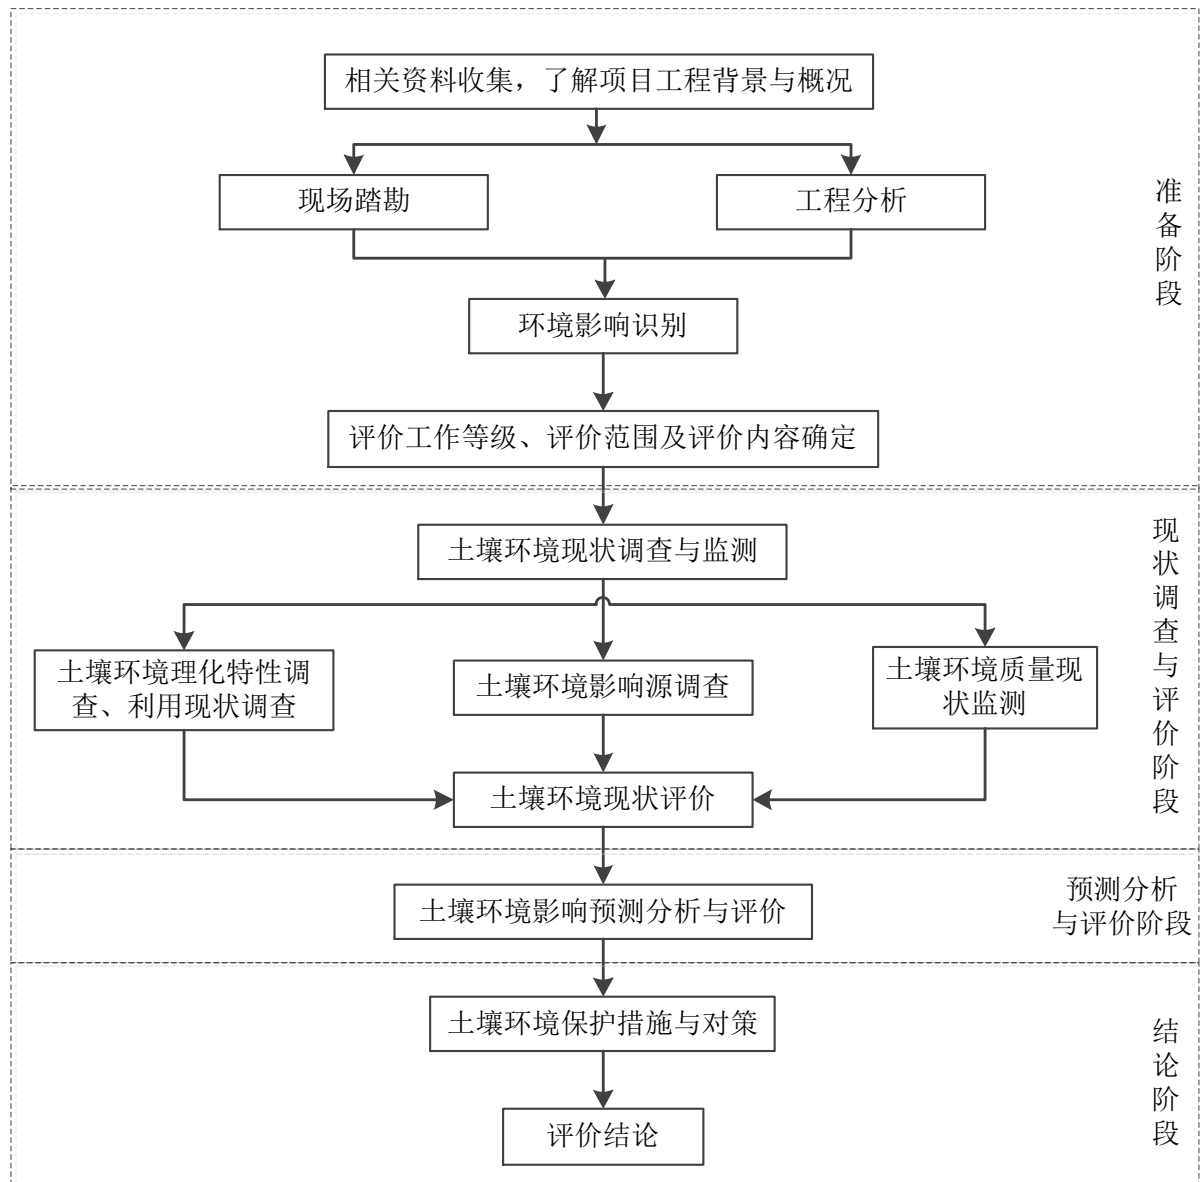 相关资料收集，了解项目工程背景与概况
现场踏勘
工程分析
环境影响识别
评价工作等级、评价范围及评价内容确定
准备阶段
土壤环境现状调查与监测
土壤环境理化特性调
查、利用现状调查
土壤环境影响源调查
土壤环境质量现
状监测
土壤环境现状评价
现状调查与评价阶段
土壤环境影响预测分析与评价
预测分析
与评价阶段
土壤环境保护措施与对策
评价结论
结论阶段